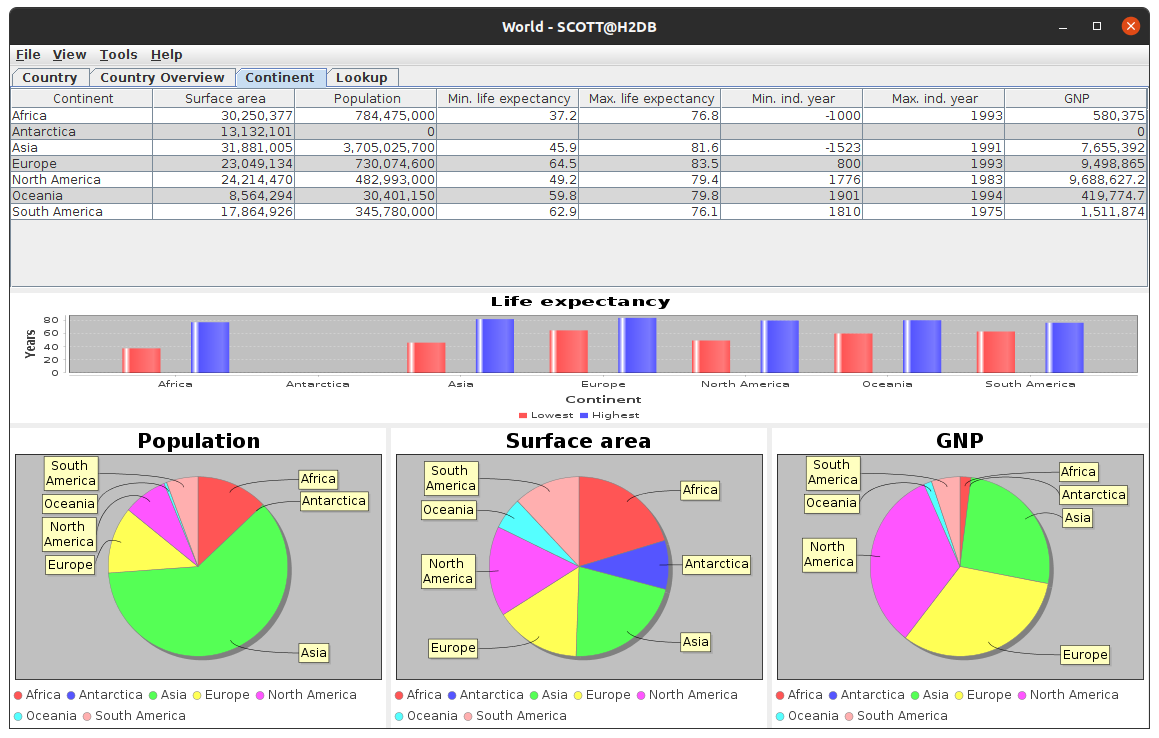 World - SCOTT@H2DB
File View Tools Help
Country Country Overview Continent Lookup
Continent Surface area Population Min. life expectancy Max. life expectancy Min. ind. year Max. ind. year GNP
Africa 30,250,377 784,475,000 37.2 76.8 -1000 1993 580,375
Antarctica 13,132,101 0 0
Asia 31,881,005 3,705,025,700 45.9 81.6 -1523 1991 7,655,392
Europe 23,049,134 730,074,600 64.5 83.5 800 1993 9,498,865
North America 24,214,470 482,993,000 49.2 79.4 1776 1983 9,688,627.2
Oceania 8,564,294 30,401,150 59.8 79.8 1901 1994 419,774.7
South America 17,864,926 345,780,000 62.9 76.1 1810 1975 1,511,874
Life expectancy
Years
80
60
40
20
0
Africa Antarctica Asia Europe North America Oceania South America
Continent
Lowest Highest
Population
South
America
Africa
Antarctica
Oceania
North
America
Europe
Asia
Africa Antarctica Asia Europe North America
Oceania South America
Surface area
South
America
Africa
Oceania
North
America
Antarctica
Europe
Asia
Africa Antarctica Asia Europe North America
Oceania South America
GNP
South
America
Africa
Antarctica
Oceania
Asia
North
America
Europe
Africa Antarctica Asia Europe North America
Oceania South America